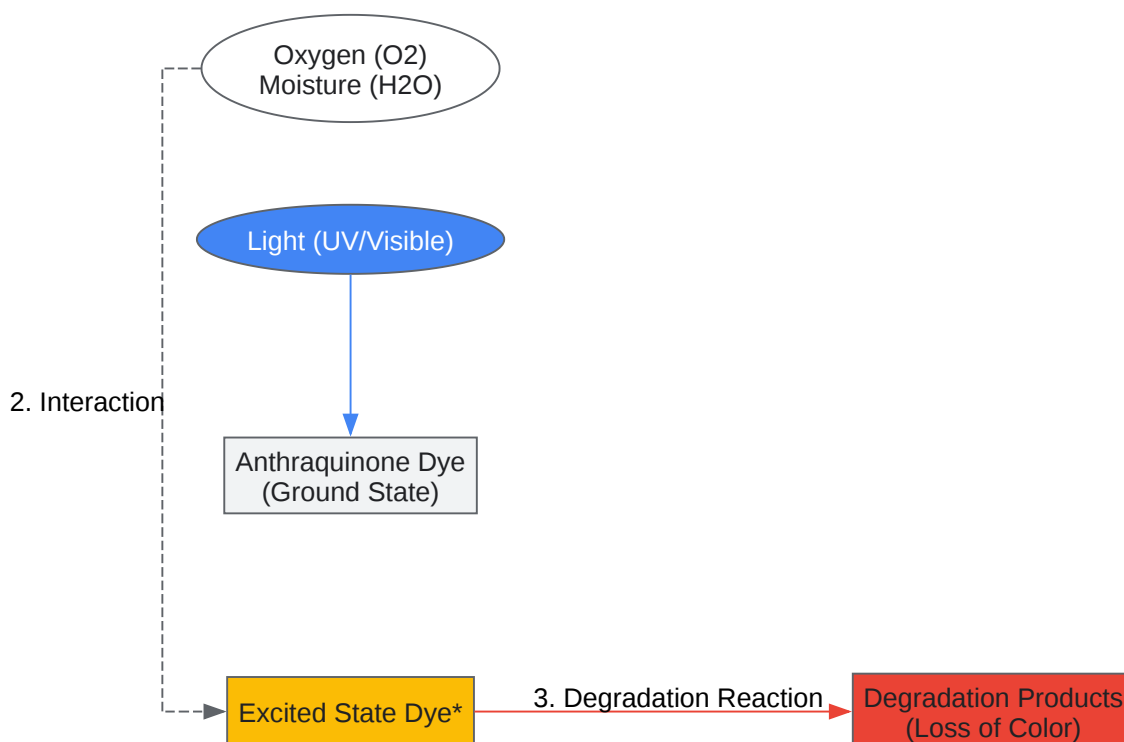 Oxygen (O2)
Moisture (H2O)
Light (UV/Visible)
2. Interaction
Anthraquinone Dye
(Ground State)
Excited State Dye*
3. Degradation Reaction
Degradation Products
(Loss of Color)